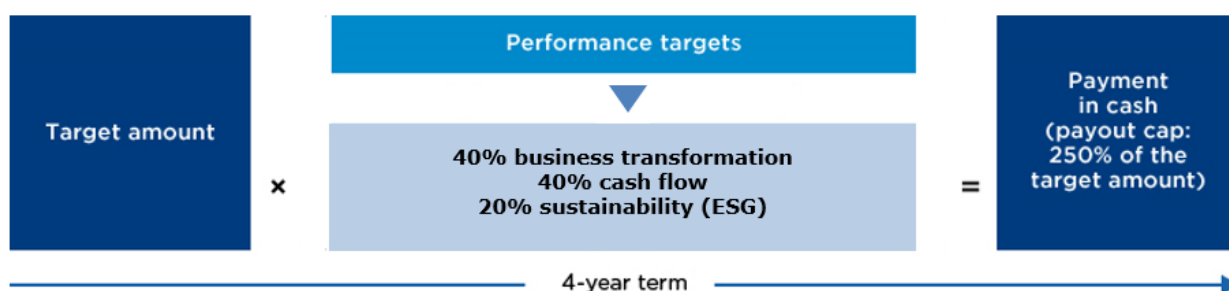 Target amount
×
Performance targets
40% business transformation
40% cash flow
20% sustainability (ESG)
=
Payment
in cash
(payout cap:
250% of the
target amount)
4-year term